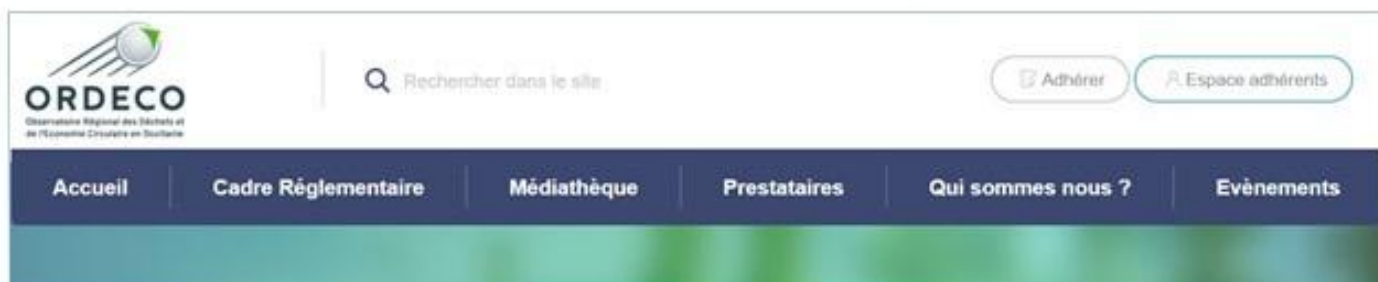 ORDECO
Observatoire Régional des Déchets et
de l'Economie Circulaire en Occitanie
Rechercher dans le site
Adhérer
Espace adhérents
Accueil
Cadre Réglementaire
Médiathèque
Prestataires
Qui sommes nous ?
Evènements